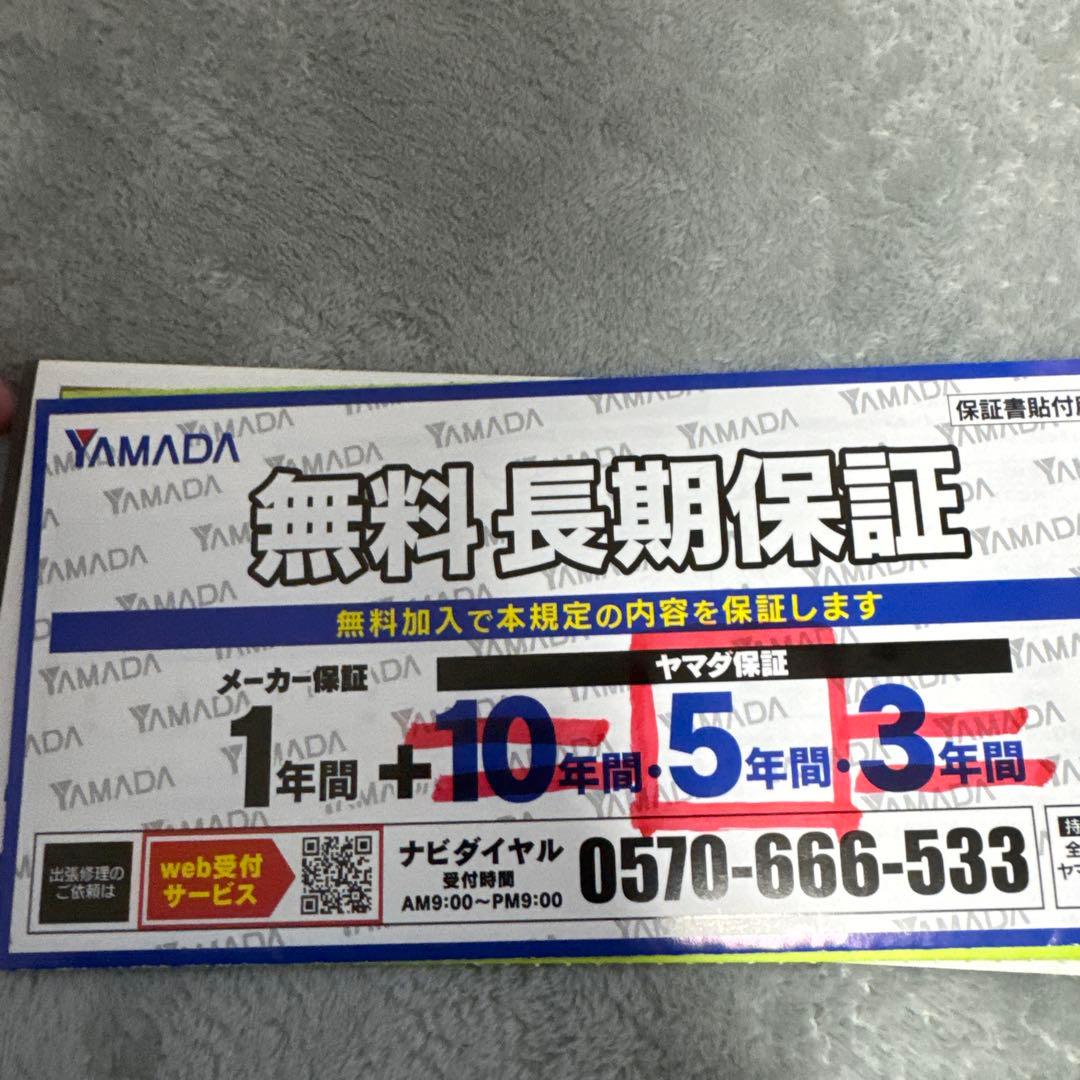 YAMADA
保証書貼付
無料長期保証
無料加入で本規定の内容を保証します
メーカー保証
ヤマダ保証
1年間+10年間・5年間・3年間
出張修理の
ご依頼は
web受付
サービス
ナビダイヤル
受付時間
AM9:00～PM9:00
0570-666-533
持
全
ヤマ